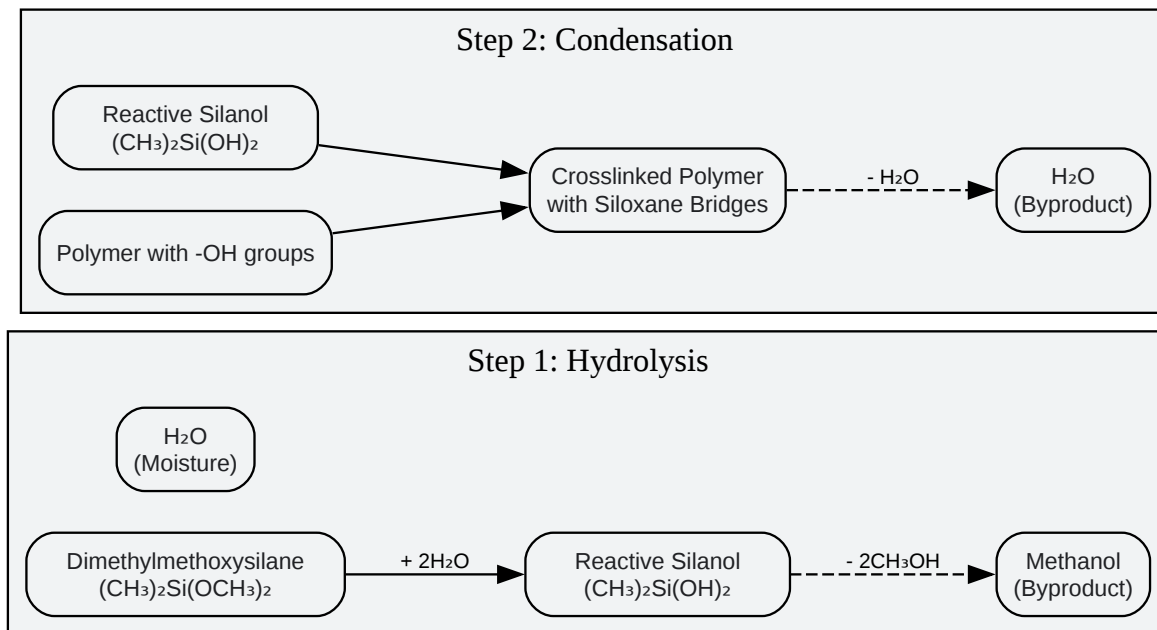 Step 2: Condensation
Reactive Silanol
(CH₃)₂Si(OH)₂
Polymer with -OH groups
Crosslinked Polymer
with Siloxane Bridges
- H₂O
H₂O
(Byproduct)
Step 1: Hydrolysis
H₂O
(Moisture)
Dimethylmethoxysilane
(CH₃)₂Si(OCH₃)₂
+ 2H₂O
Reactive Silanol
(CH₃)₂Si(OH)₂
- 2CH₃OH
Methanol
(Byproduct)